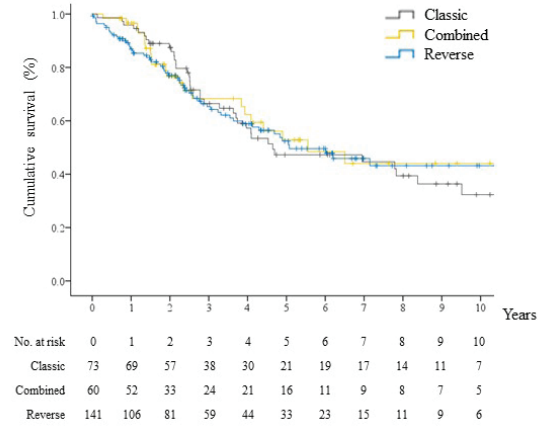 Classic
Combined
Reverse
Cumulative survival (%)
1.0
0.8
0.6
0.4
0.2
0.0
0 1 2 3 4 5 6 7 8 9 10
Years
No. at risk 0 1 2 3 4 5 6 7 8 9 10
Classic 73 69 57 38 30 21 19 17 14 11 7
Combined 60 52 33 24 21 16 11 9 8 7 5
Reverse 141 106 81 59 44 33 23 15 11 9 6